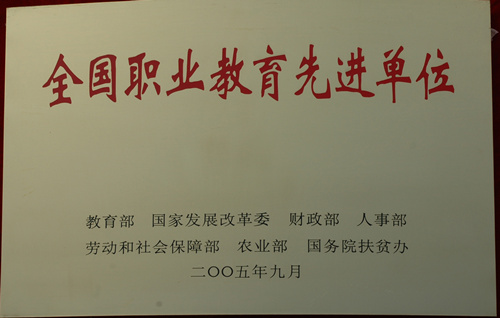 全国职业教育先进单位
教育部 国家发展改革委 财政部 人事部
劳动和社会保障部 农业部 国务院扶贫办
二〇〇五年九月